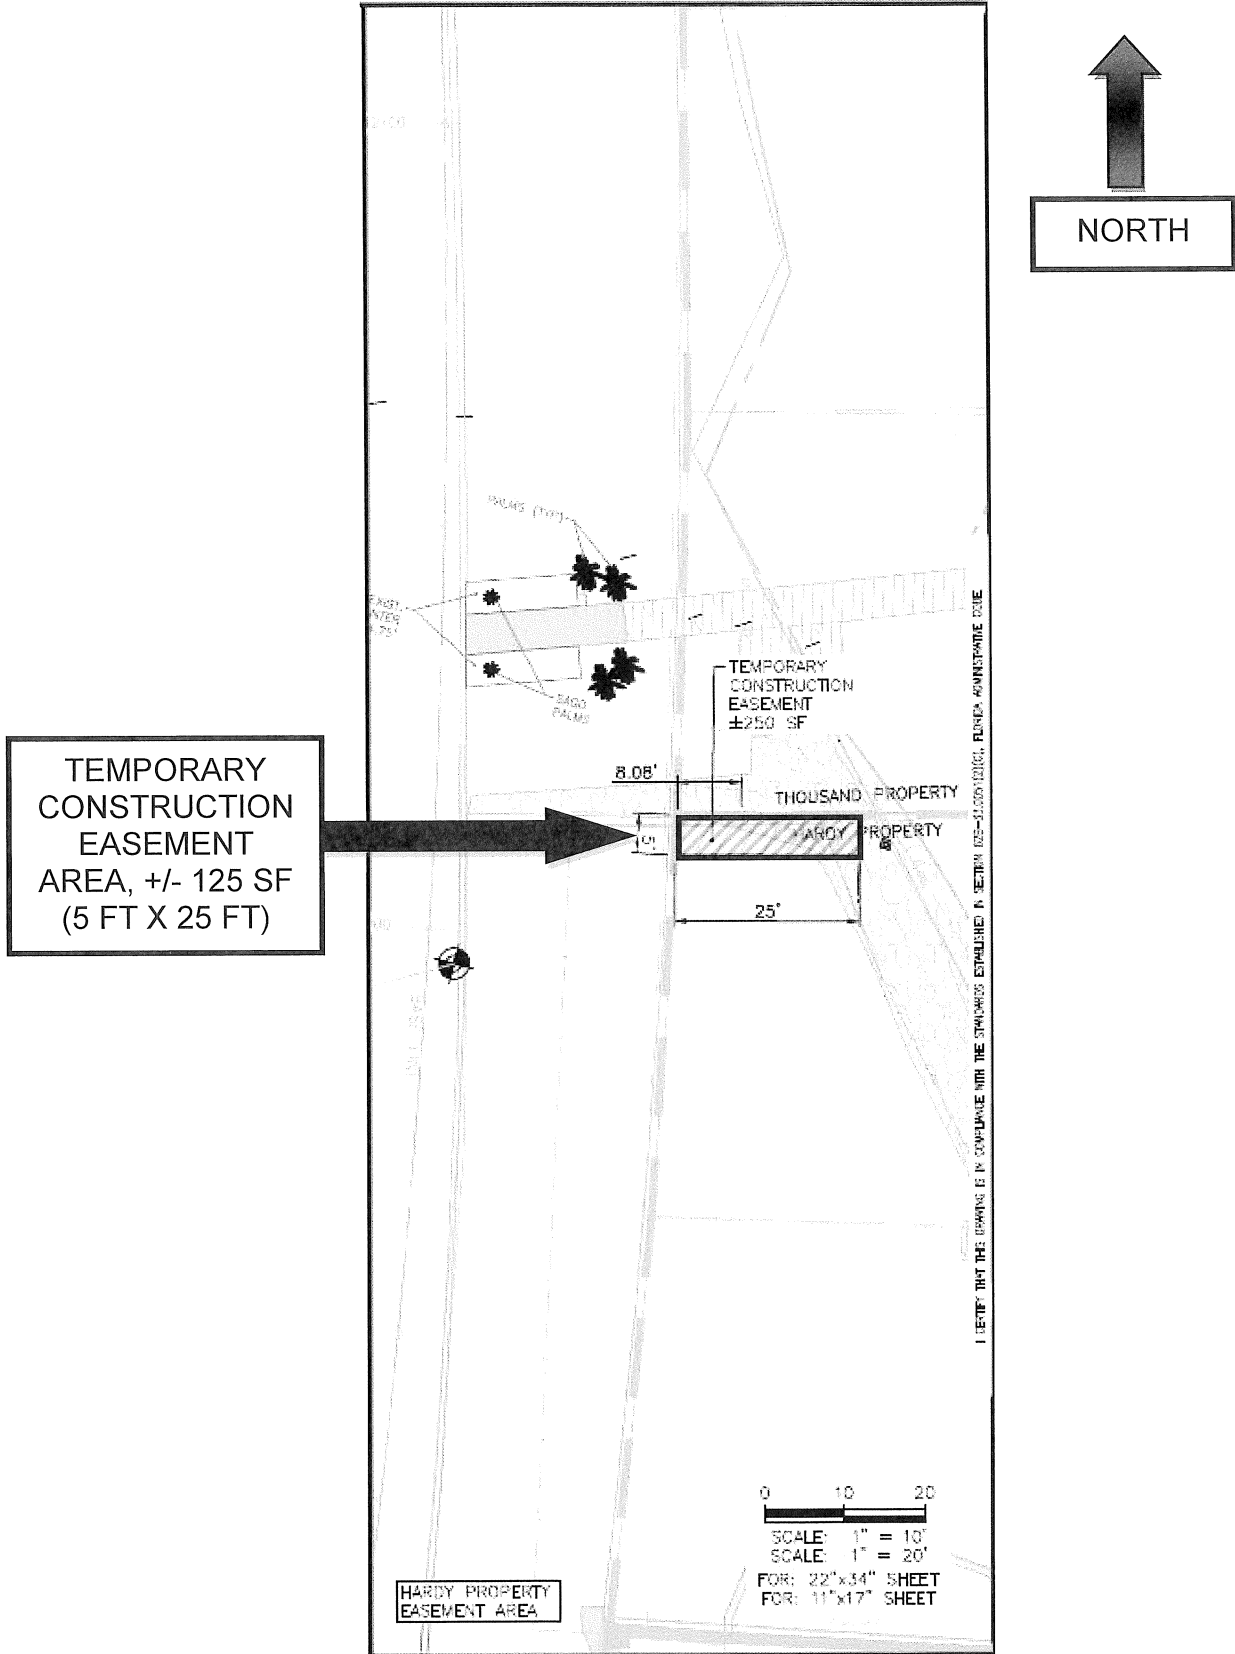 NORTH
PALMS (TYP)
SAGO
PALMS
TEMPORARY
CONSTRUCTION
EASEMENT
±250 SF
TEMPORARY
CONSTRUCTION
EASEMENT
AREA, +/- 125 SF
(5 FT X 25 FT)
8.08'
THOUSAND PROPERTY
HARDY PROPERTY
5'
25'
I CERTIFY THAT THIS DRAWING IS IN COMPLIANCE WITH THE STANDARDS ESTABLISHED IN SECTION FLORIDA ADMINISTRATIVE CODE
0 10 20
SCALE: 1" = 10'
SCALE: 1" = 20'
FOR: 22"x34" SHEET
FOR: 11"x17" SHEET
HARDY PROPERTY
EASEMENT AREA